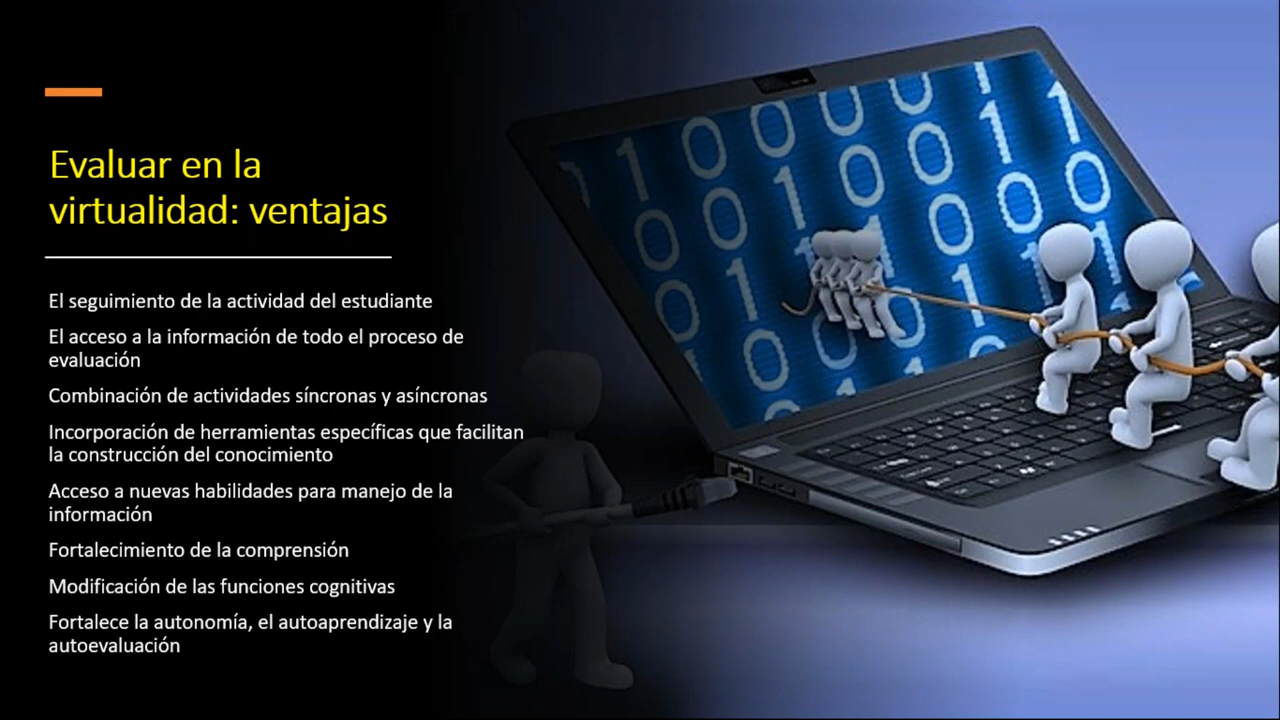 Evaluar en la
virtualidad: ventajas
El seguimiento de la actividad del estudiante
El acceso a la información de todo el proceso de
evaluación
Combinación de actividades síncronas y asíncronas
Incorporación de herramientas específicas que facilitan
la construcción del conocimiento
Acceso a nuevas habilidades para manejo de la
información
Fortalecimiento de la comprensión
Modificación de las funciones cognitivas
Fortalece la autonomía, el autoaprendizaje y la
autoevaluación